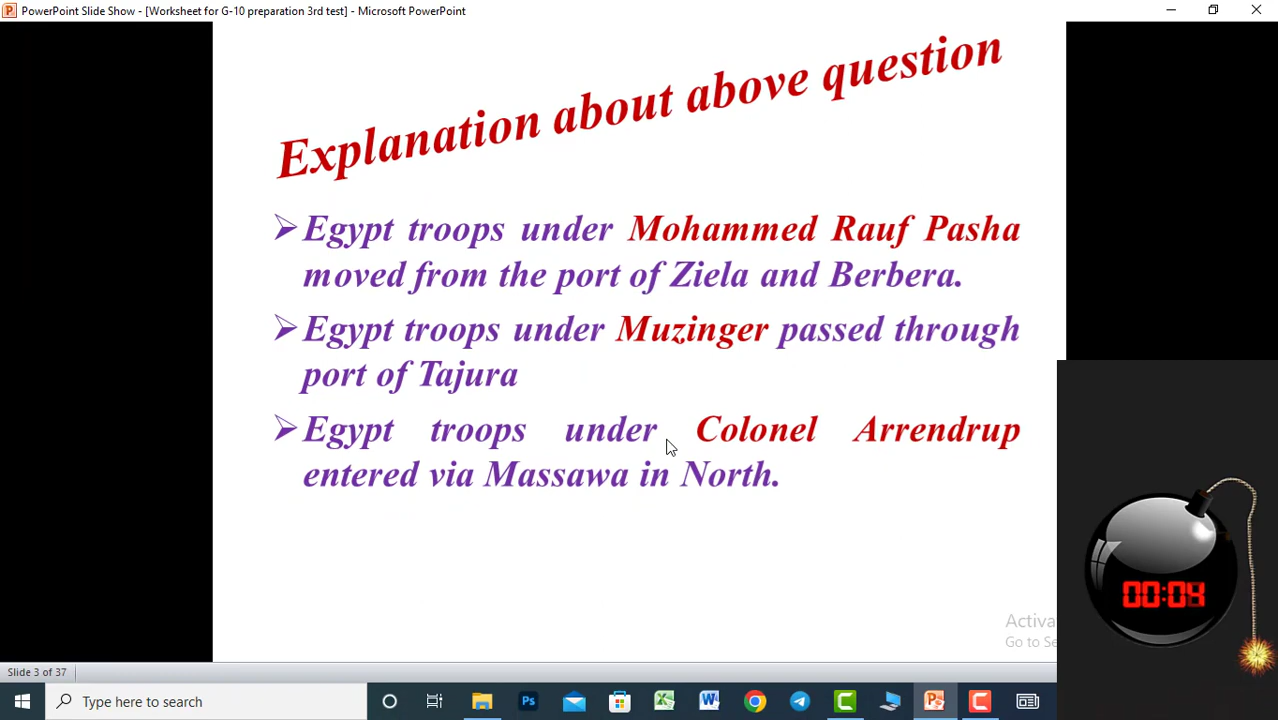 PowerPoint Slide Show - [Worksheet for G-10 preparation 3rd test] - Microsoft PowerPoint
Explanation about above question
➢Egypt troops under Mohammed Rauf Pasha
moved from the port of Ziela and Berbera.
➢Egypt troops under Muzinger passed through
port of Tajura
➢Egypt troops under Colonel Arrendrup
entered via Massawa in North.
00:04
Activa
Go to Se
Slide 3 of 37
Type here to search